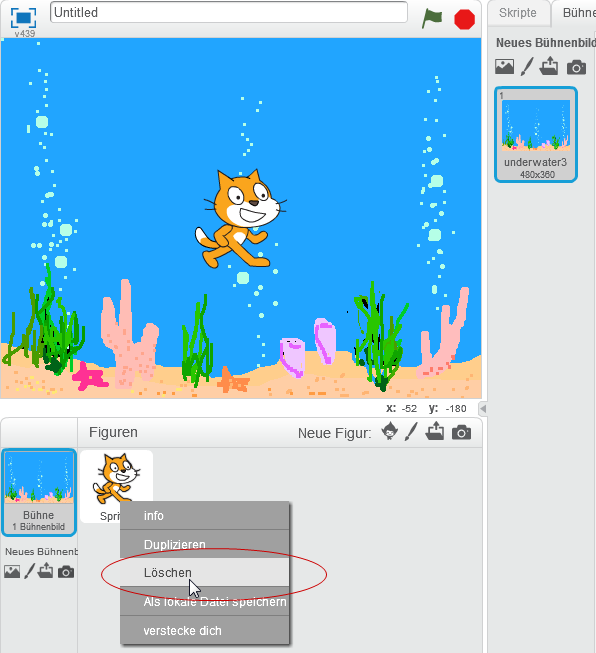 Untitled
v439
Skripte
Bühne
Neues Bühnenbild
1
underwater3
480x360
x: -52 y: -180
Figuren
Neue Figur:
Bühne
1 Bühnenbild
Neues Bühnenb
Spri
info
Duplizieren
Löschen
Als lokale Datei speichern
verstecke dich